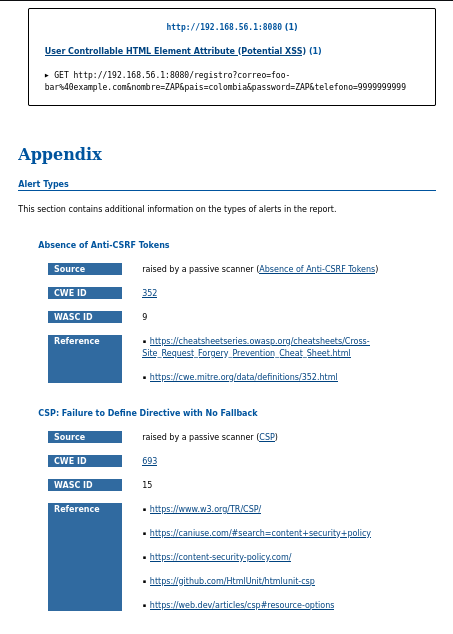 http://192.168.56.1:8080 (1)
User Controllable HTML Element Attribute (Potential XSS) (1)
▸ GET http://192.168.56.1:8080/registro?correo=foo-
bar%40example.com&nombre=ZAP&pais=colombia&password=ZAP&telefono=9999999999
Appendix
Alert Types
This section contains additional information on the types of alerts in the report.
Absence of Anti-CSRF Tokens
Source raised by a passive scanner (Absence of Anti-CSRF Tokens)
CWE ID 352
WASC ID 9
Reference ▪ https://cheatsheetseries.owasp.org/cheatsheets/Cross-
Site_Request_Forgery_Prevention_Cheat_Sheet.html
▪ https://cwe.mitre.org/data/definitions/352.html
CSP: Failure to Define Directive with No Fallback
Source raised by a passive scanner (CSP)
CWE ID 693
WASC ID 15
Reference ▪ https://www.w3.org/TR/CSP/
▪ https://caniuse.com/#search=content+security+policy
▪ https://content-security-policy.com/
▪ https://github.com/HtmlUnit/htmlunit-csp
▪ https://web.dev/articles/csp#resource-options